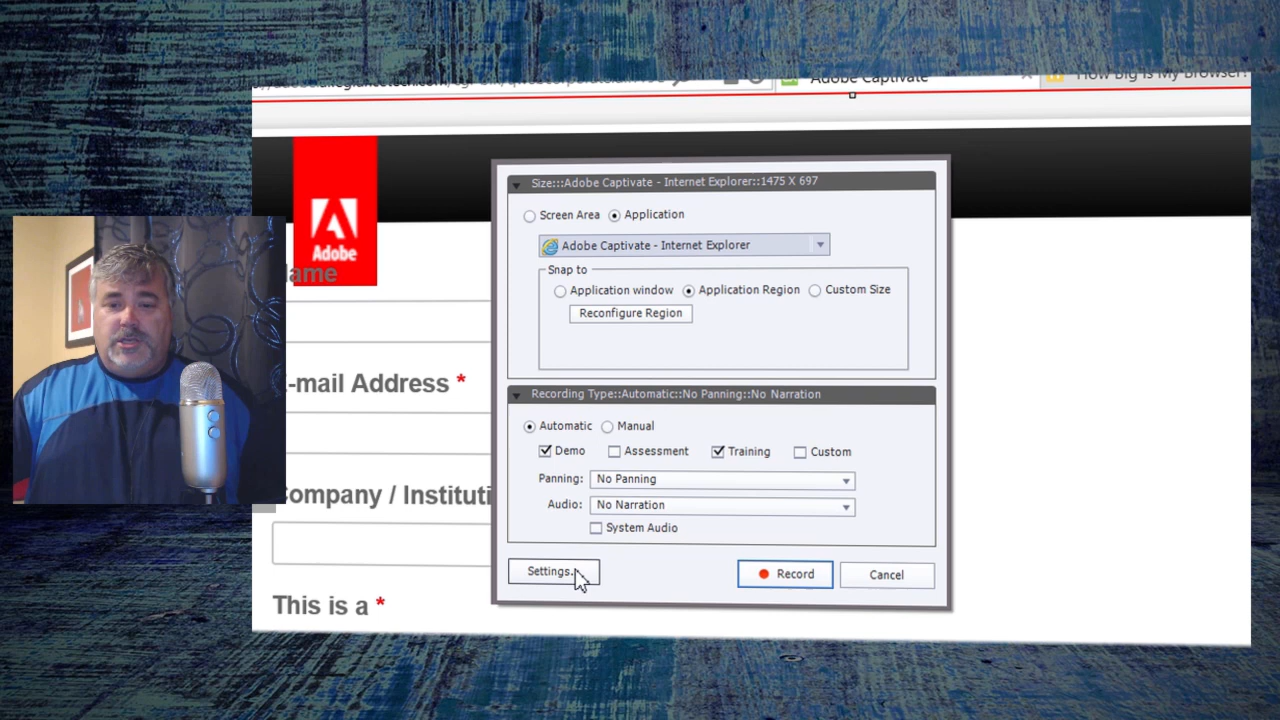 Adobe Captivate
How Big Is My Browser?
Adobe
Name
E-mail Address *
This is a *
Size:::Adobe Captivate - Internet Explorer::1475 X 697
Screen Area Application
Adobe Captivate - Internet Explorer
Snap to
Application window Application Region Custom Size
Reconfigure Region
Recording Type::Automatic::No Panning::No Narration
Automatic Manual
Demo Assessment Training Custom
Panning: No Panning
Audio: No Narration
System Audio
Settings... Record Cancel